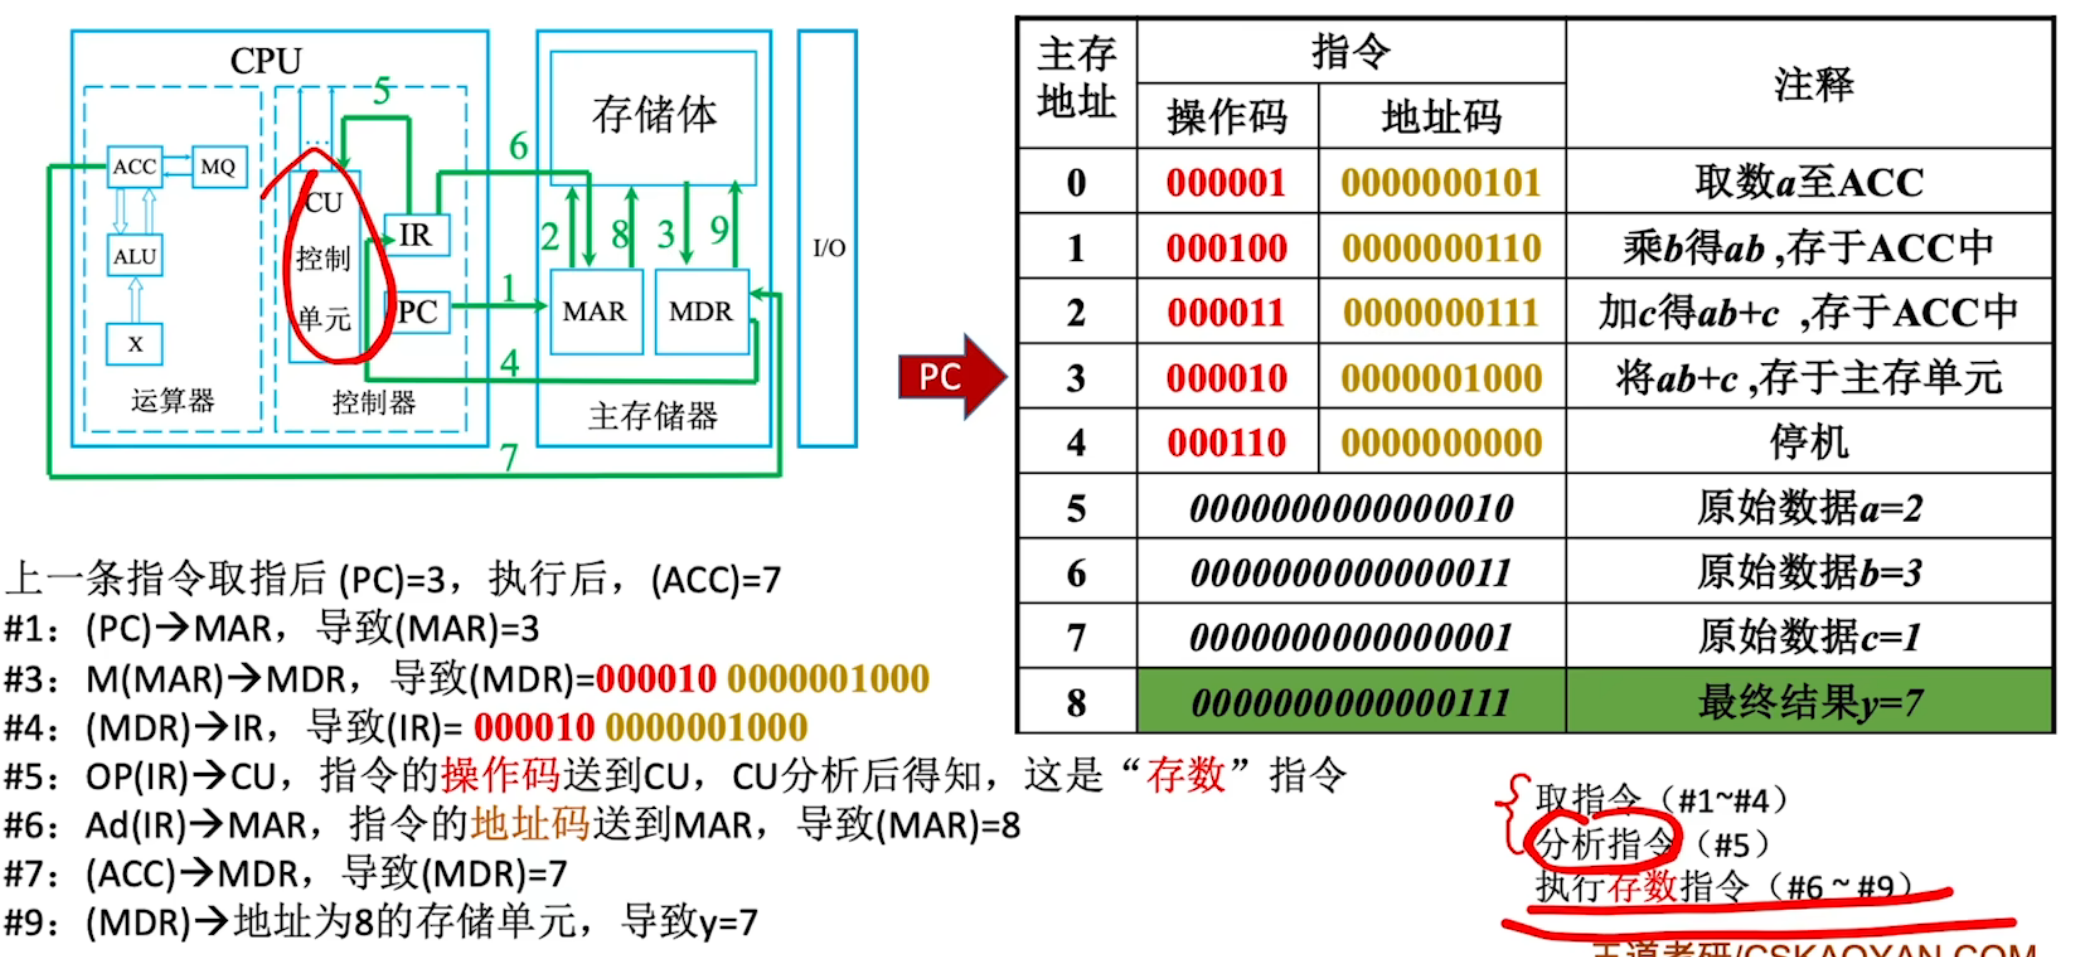 CPU
5
存储体
6
ACC
MQ
CU
控制
单元
IR
2
8
3
9
I/O
ALU
1
PC
MAR
MDR
X
4
运算器
控制器
主存储器
7
PC
主存地址 指令 注释
操作码 地址码
0 000001 0000000101 取数a至ACC
1 000100 0000000110 乘b得ab ,存于ACC中
2 000011 0000000111 加c得ab+c ,存于ACC中
3 000010 0000001000 将ab+c ,存于主存单元
4 000110 0000000000 停机
5 0000000000000010 原始数据a=2
6 0000000000000011 原始数据b=3
7 0000000000000001 原始数据c=1
8 0000000000000111 最终结果y=7
上一条指令取指后 (PC)=3，执行后，(ACC)=7
#1：(PC)→MAR，导致(MAR)=3
#3：M(MAR)→MDR，导致(MDR)=000010 0000001000
#4：(MDR)→IR，导致(IR)= 000010 0000001000
#5：OP(IR)→CU，指令的操作码送到CU，CU分析后得知，这是“存数”指令
#6：Ad(IR)→MAR，指令的地址码送到MAR，导致(MAR)=8
#7：(ACC)→MDR，导致(MDR)=7
#9：(MDR)→地址为8的存储单元，导致y=7
取指令（#1~#4）
分析指令（#5）
执行存数指令（#6 ~ #9）
王道考研/CSKAOYAN.COM